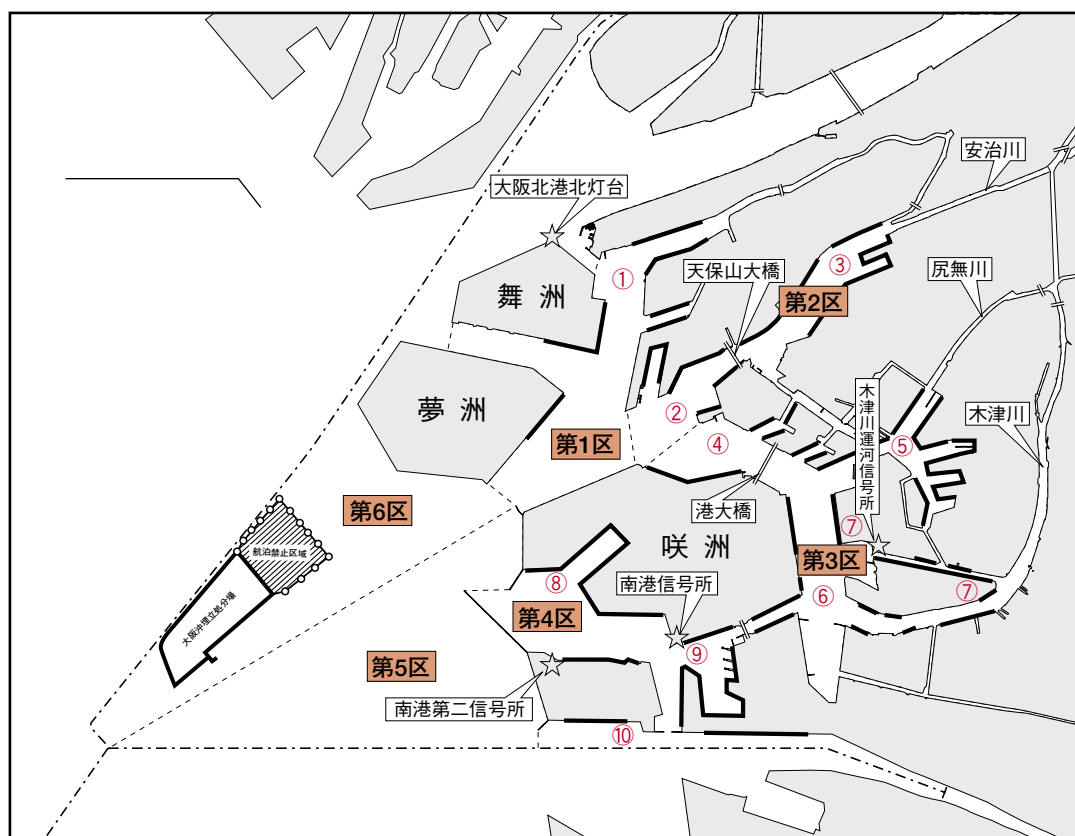 安治川
大阪北港北灯台
①
③
尻無川
天保山大橋
舞洲
第2区
夢洲
木津川運河信号所
木津川
②
④
第1区
⑤
港大橋
第6区
⑦
咲洲
航泊禁止区域
第3区
⑧
南港信号所
⑦
⑥
大阪沖埋立処分場
第4区
⑨
第5区
南港第二信号所
⑩